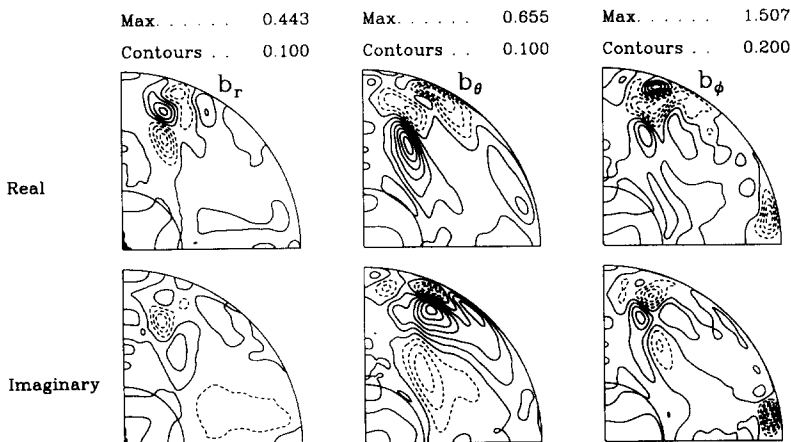 Max. . . . . . 0.443 Max. . . . . . 0.655 Max. . . . . . 1.507
Contours . . 0.100 Contours . . 0.100 Contours . . 0.200
b_r b_θ b_ϕ
Real
Imaginary